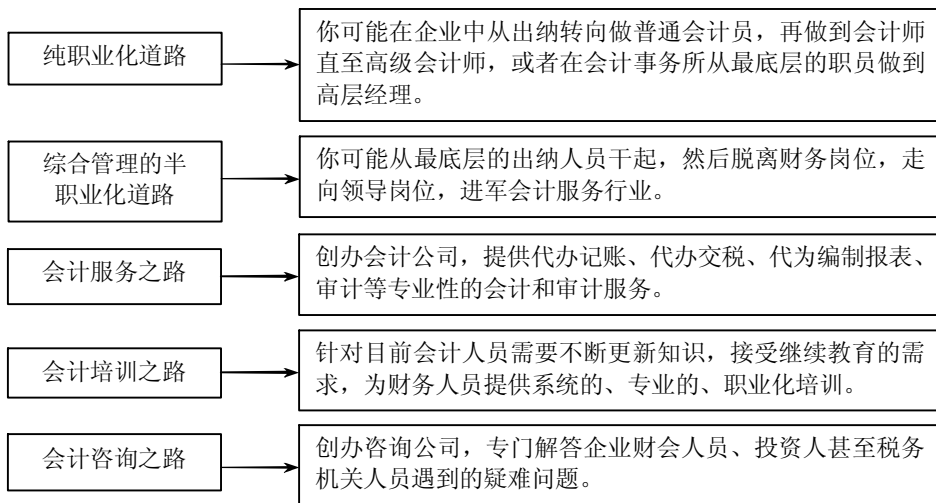 纯职业化道路
你可能在企业中从出纳转向做普通会计员，再做到会计师
直至高级会计师，或者在会计事务所从最底层的职员做到
高层经理。
综合管理的半
职业化道路
你可能从最底层的出纳人员干起，然后脱离财务岗位，走
向领导岗位，进军会计服务行业。
会计服务之路
创办会计公司，提供代办记账、代办交税、代为编制报表、
审计等专业性的会计和审计服务。
会计培训之路
针对目前会计人员需要不断更新知识，接受继续教育的需
求，为财务人员提供系统的、专业的、职业化培训。
会计咨询之路
创办咨询公司，专门解答企业财会人员、投资人甚至税务
机关人员遇到的疑难问题。